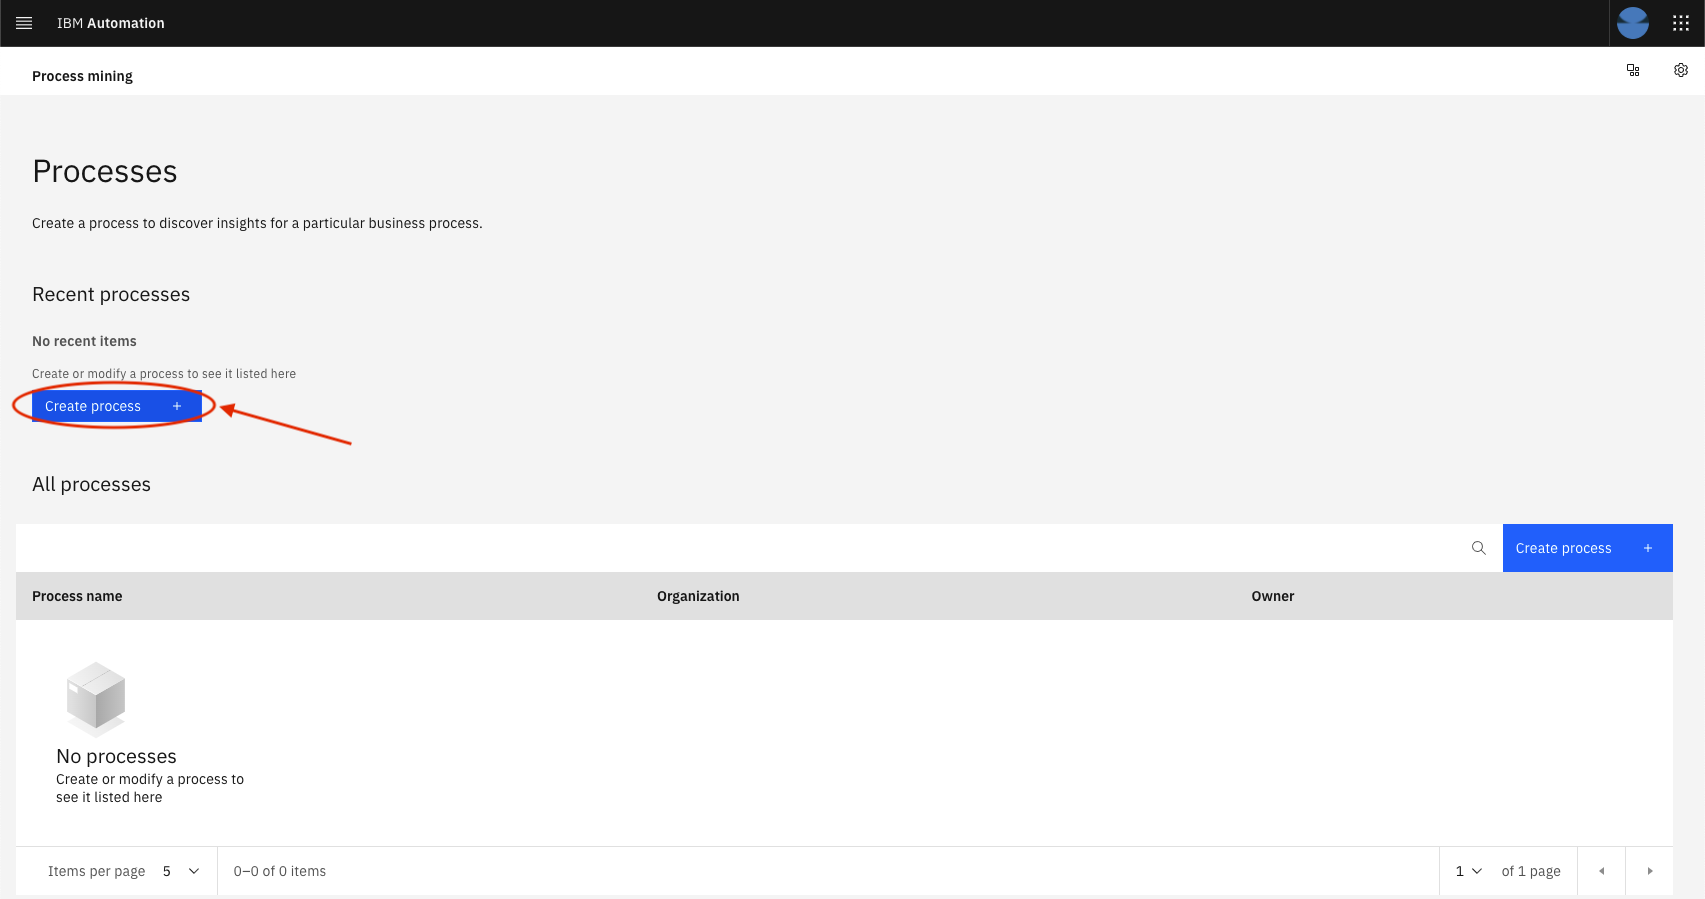 IBM Automation
Process mining
Processes
Create a process to discover insights for a particular business process.
Recent processes
No recent items
Create or modify a process to see it listed here
Create process +
All processes
Create process +
Process name Organization Owner
No processes
Create or modify a process to
see it listed here
Items per page 5 0–0 of 0 items 1 of 1 page